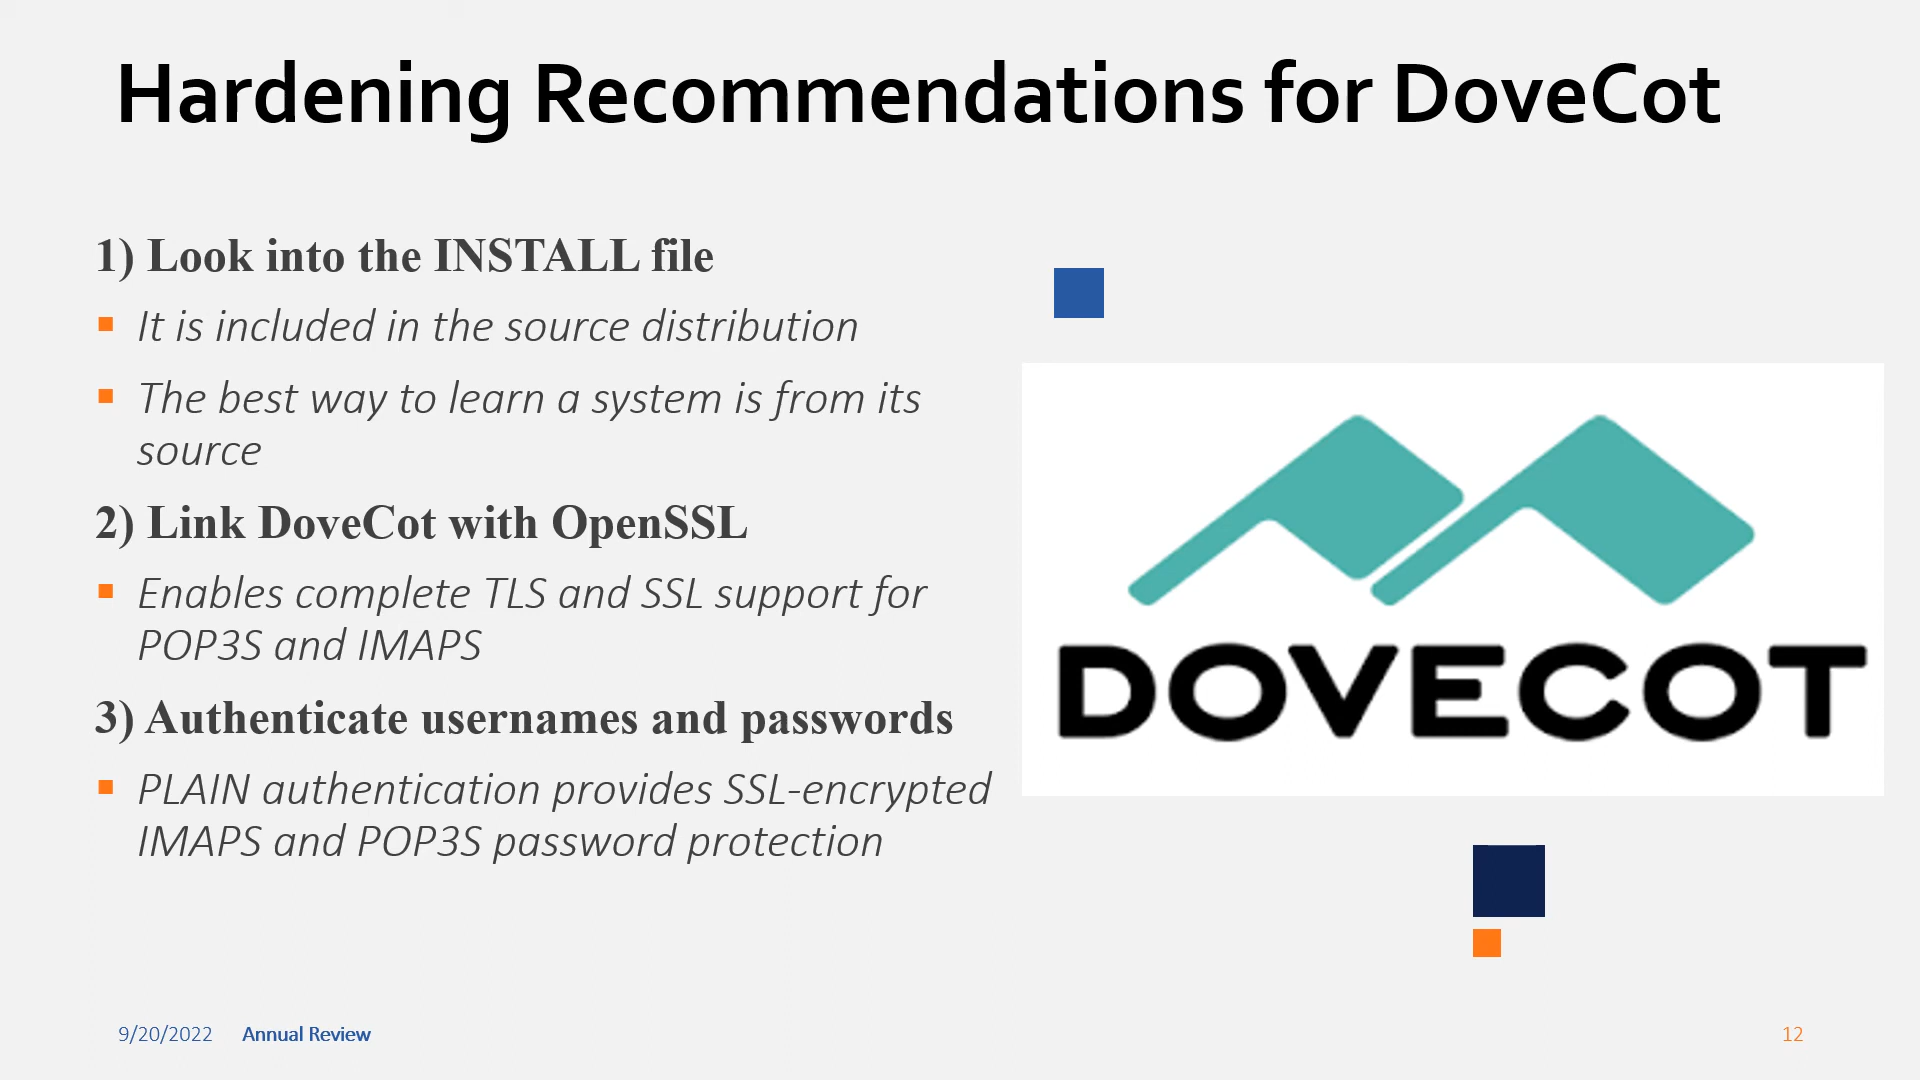 Hardening Recommendations for DoveCot
1) Look into the INSTALL file
It is included in the source distribution
The best way to learn a system is from its
source
2) Link DoveCot with OpenSSL
Enables complete TLS and SSL support for
POP3S and IMAPS
3) Authenticate usernames and passwords
PLAIN authentication provides SSL-encrypted
IMAPS and POP3S password protection
DOVECOT
9/20/2022 Annual Review
12